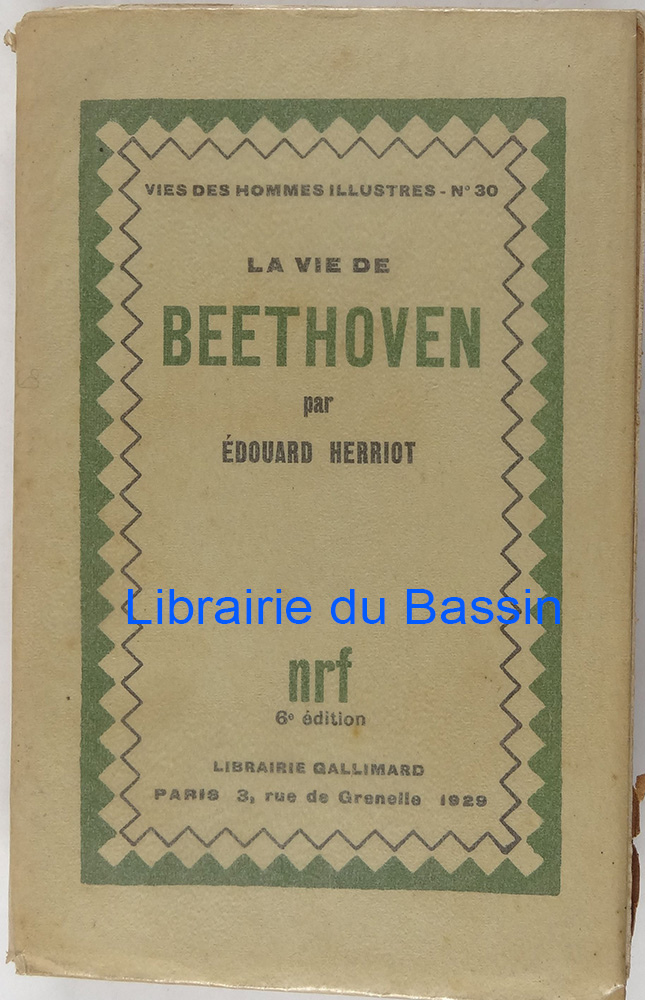 VIES DES HOMMES ILLUSTRES - N° 30
LA VIE DE
BEETHOVEN
par
ÉDOUARD HERRIOT
Librairie du Bassin
nrf
6e édition
LIBRAIRIE GALLIMARD
PARIS 3, rue de Grenelle 1929